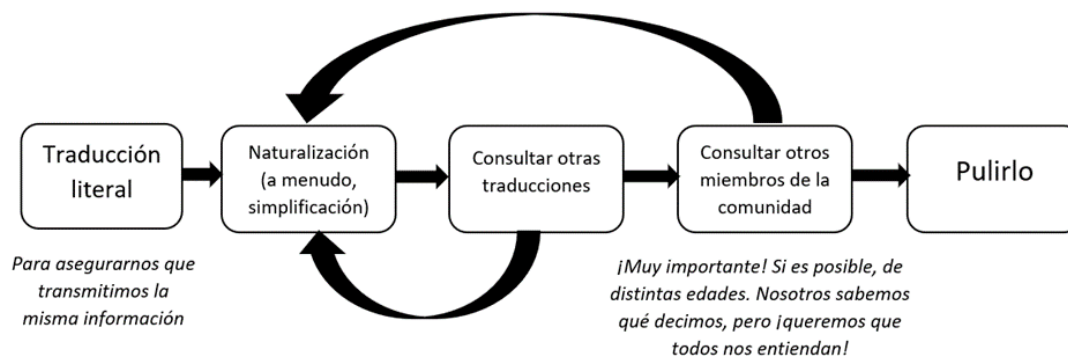 Traducción
literal
Naturalización
(a menudo,
simplificación)
Consultar otras
traducciones
Consultar otros
miembros de la
comunidad
Pulirlo
Para asegurarnos que
transmitimos la
misma información
¡Muy importante! Si es posible, de
distintas edades. Nosotros sabemos
qué decimos, pero ¡queremos que
todos nos entiendan!